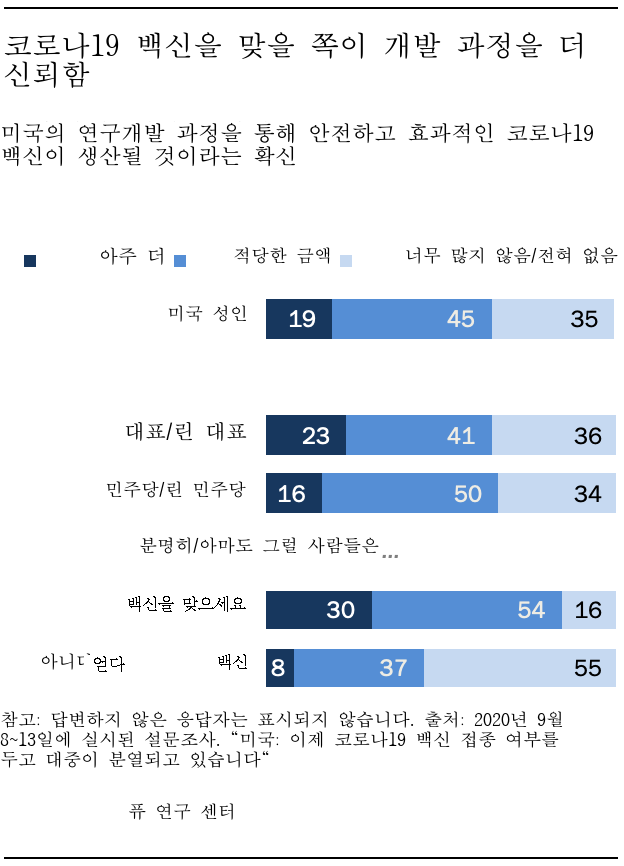 코로나19 백신을 맞을 쪽이 개발 과정을 더
신뢰함
미국의 연구개발 과정을 통해 안전하고 효과적인 코로나19
백신이 생산될 것이라는 확신
아주 더 적당한 금액 너무 많지 않음/전혀 없음
미국 성인 19 45 35
대표/린 대표 23 41 36
민주당/린 민주당 16 50 34
분명히/아마도 그럴 사람들은...
백신을 맞으세요 30 54 16
아니 얻다 백신 8 37 55
참고: 답변하지 않은 응답자는 표시되지 않습니다. 출처: 2020년 9월
8~13일에 실시된 설문조사. “미국: 이제 코로나19 백신 접종 여부를
두고 대중이 분열되고 있습니다“
퓨 연구 센터